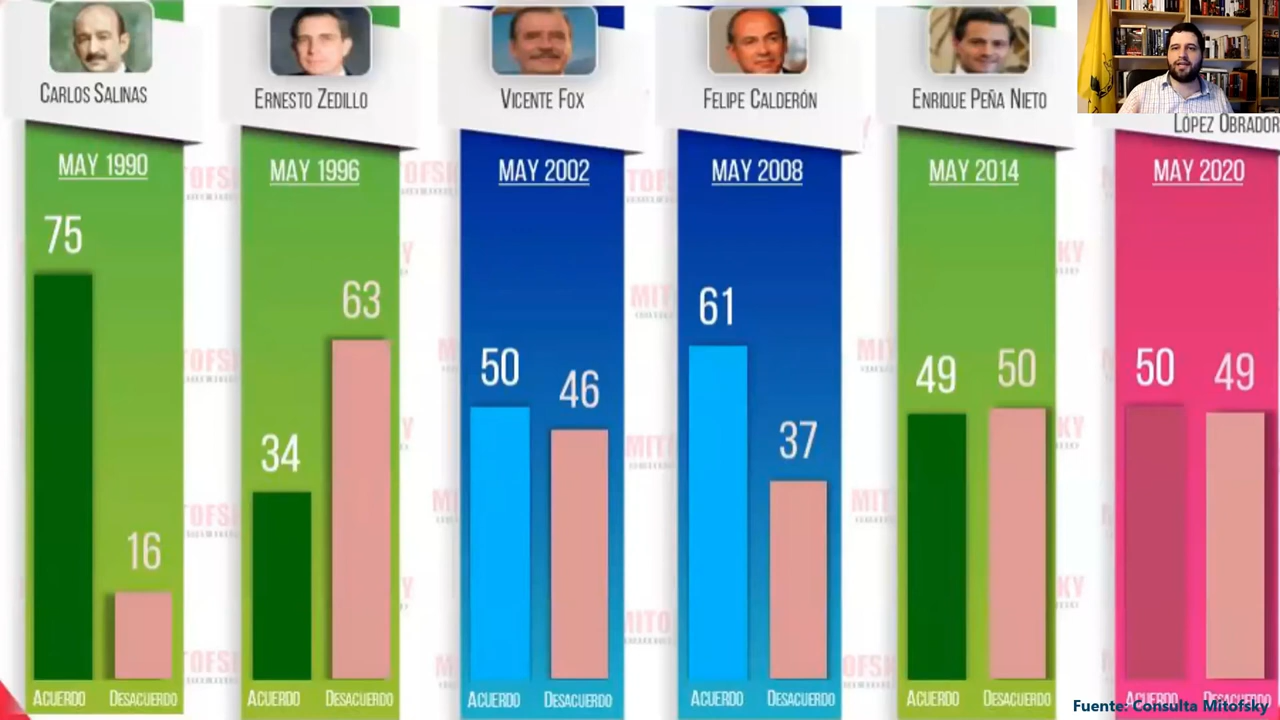 CARLOS SALINAS
MAY 1990
75
16
ACUERDO
DESACUERDO
ERNESTO ZEDILLO
MAY 1996
34
63
ACUERDO
DESACUERDO
VICENTE FOX
MAY 2002
50
46
ACUERDO
DESACUERDO
FELIPE CALDERÓN
MAY 2008
61
37
ACUERDO
DESACUERDO
ENRIQUE PEÑA NIETO
MAY 2014
49
50
ACUERDO
DESACUERDO
LÓPEZ OBRADOR
MAY 2020
50
49
ACUERDO
DESACUERDO
Fuente: Consulta Mitofsky